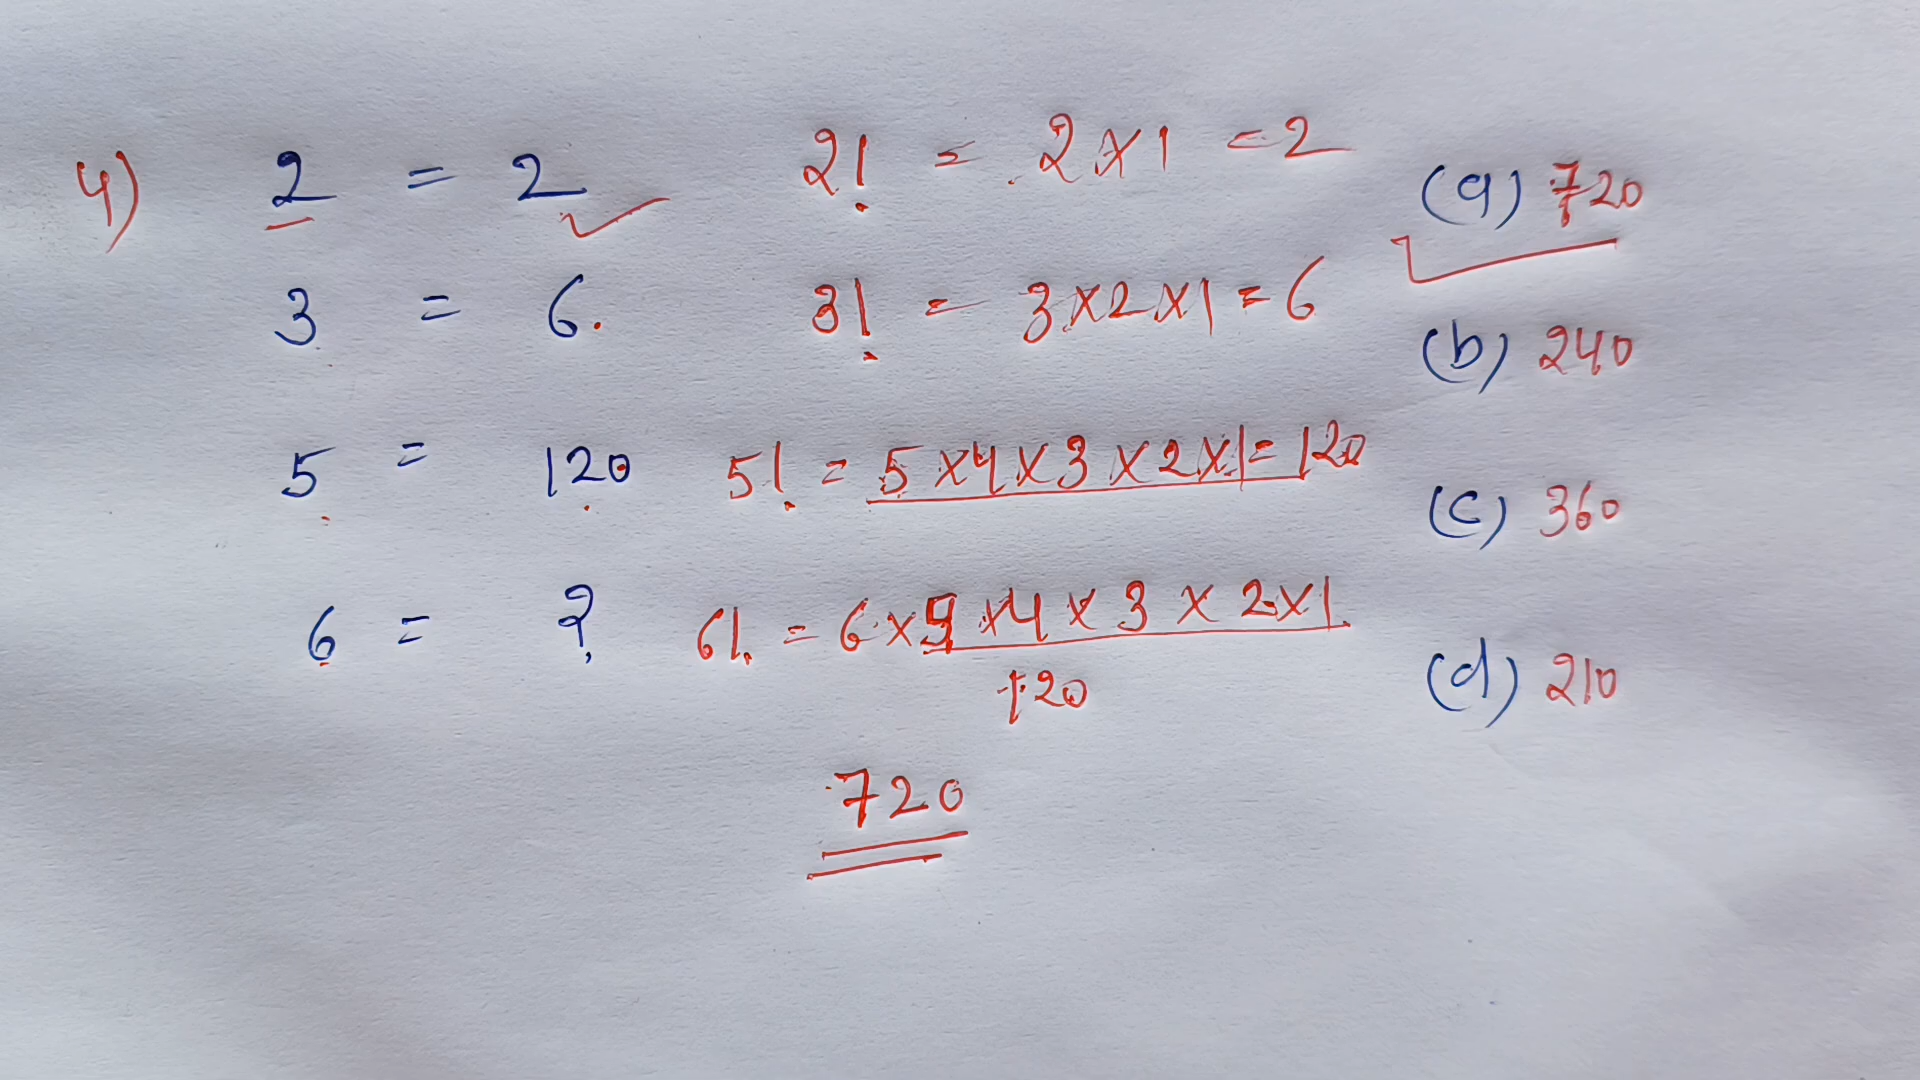 4) 2 = 2 2! = 2 x 1 = 2 (a) 720
3 = 6. 3! = 3 x 2 x 1 = 6
(b) 240
5 = 120 5! = 5 x 4 x 3 x 2 x 1 = 120
(c) 360
6 = ? 6! = 6 x 5 x 4 x 3 x 2 x 1
120
(d) 210
720